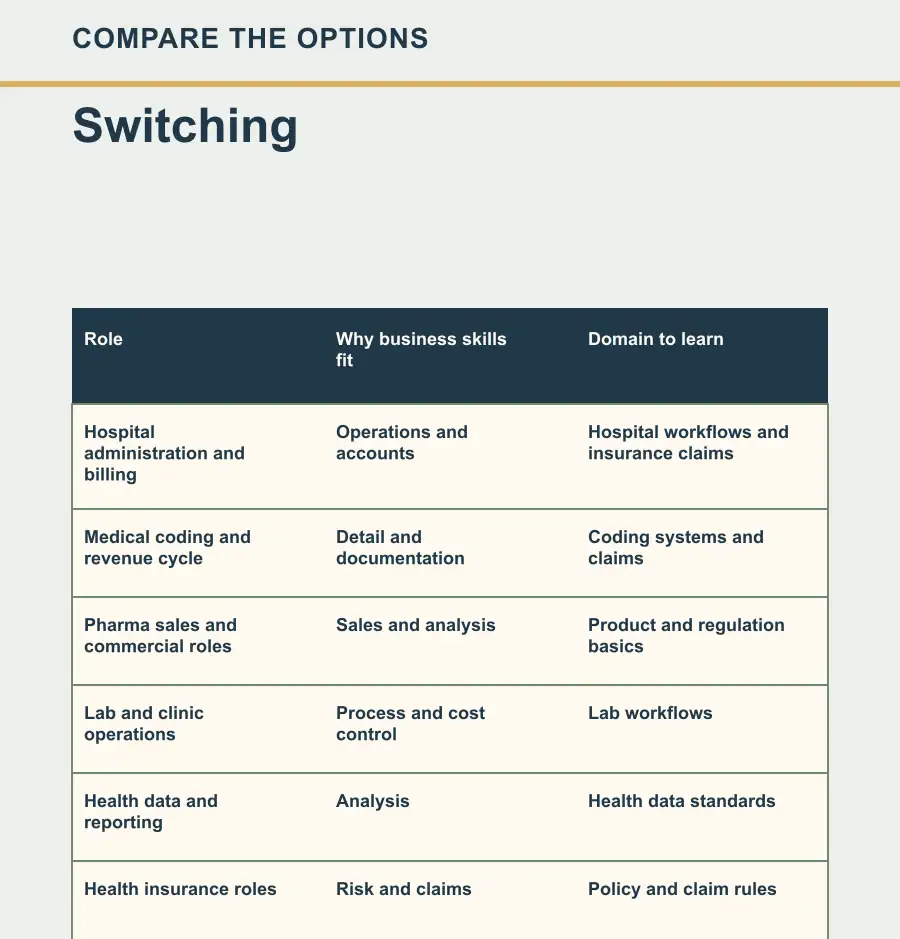 COMPARE THE OPTIONS
Switching
Role
Why business skills
fit
Domain to learn
Hospital
administration and
billing
Operations and
accounts
Hospital workflows and
insurance claims
Medical coding and
revenue cycle
Detail and
documentation
Coding systems and
claims
Pharma sales and
commercial roles
Sales and analysis
Product and regulation
basics
Lab and clinic
operations
Process and cost
control
Lab workflows
Health data and
reporting
Analysis
Health data standards
Health insurance roles
Risk and claims
Policy and claim rules